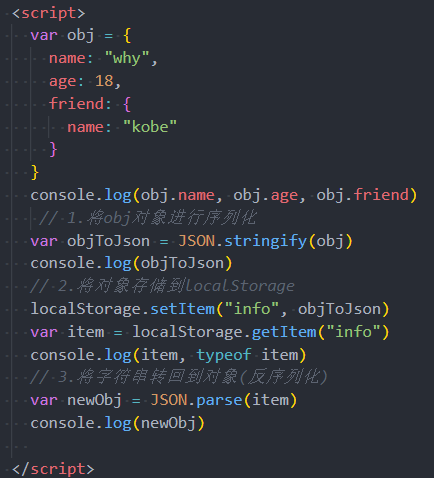 <script>
  var obj = {
    name: "why",
    age: 18,
    friend: {
      name: "kobe"
    }
  }
  console.log(obj.name, obj.age, obj.friend)
   // 1.将obj对象进行序列化
  var objToJson = JSON.stringify(obj)
  console.log(objToJson)
  // 2.将对象存储到localStorage
  localStorage.setItem("info", objToJson)
  var item = localStorage.getItem("info")
  console.log(item, typeof item)
  // 3.将字符串转回到对象(反序列化)
  var newObj = JSON.parse(item)
  console.log(newObj)
</script>